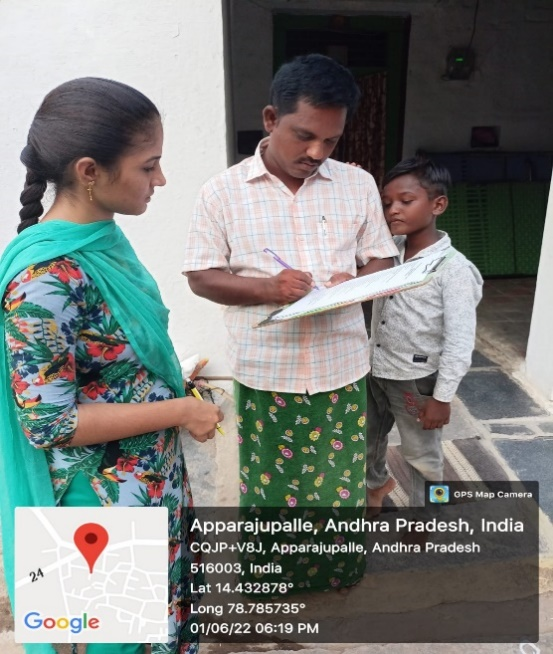 GPS Map Camera
Apparajupalle, Andhra Pradesh, India
CQJP+V8J, Apparajupalle, Andhra Pradesh
516003, India
Lat 14.432878°
Long 78.785735°
01/06/22 06:19 PM
24
Google